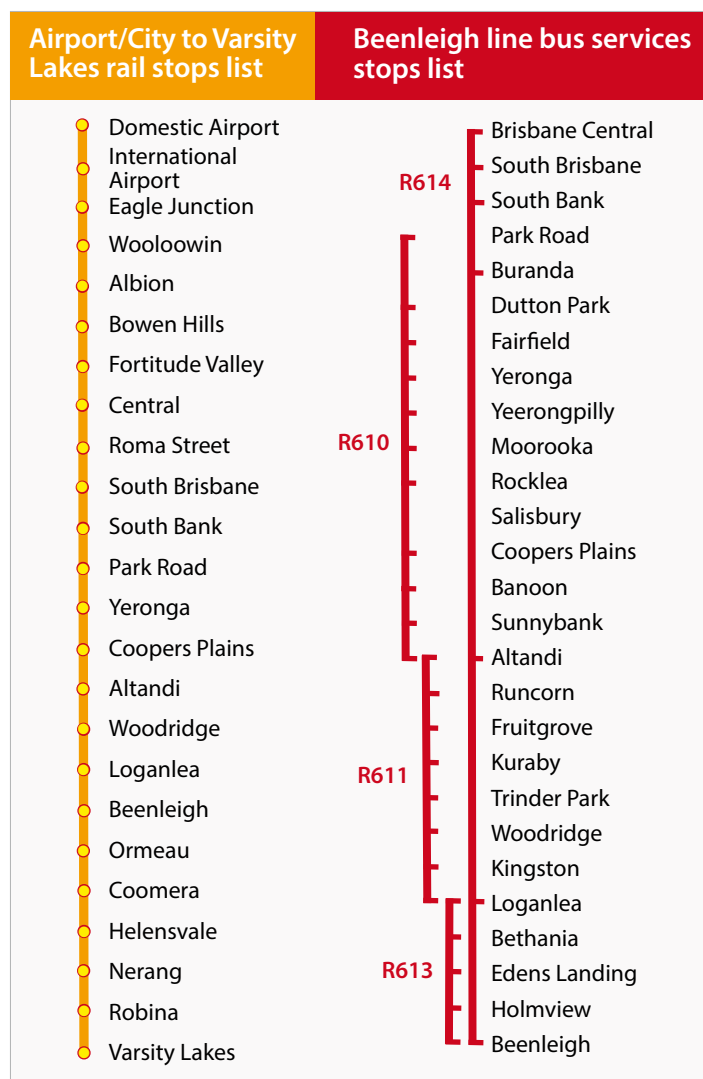 Airport/City to Varsity
Lakes rail stops list
Domestic Airport
International
Airport
Eagle Junction
Wooloowin
Albion
Bowen Hills
Fortitude Valley
Central
Roma Street
South Brisbane
South Bank
Park Road
Yeronga
Coopers Plains
Altandi
Woodridge
Loganlea
Beenleigh
Ormeau
Coomera
Helensvale
Nerang
Robina
Varsity Lakes
Beenleigh line bus services
stops list
R614
R610
R611
R613
Brisbane Central
South Brisbane
South Bank
Park Road
Buranda
Dutton Park
Fairfield
Yeronga
Yeerongpilly
Moorooka
Rocklea
Salisbury
Coopers Plains
Banoon
Sunnybank
Altandi
Runcorn
Fruitgrove
Kuraby
Trinder Park
Woodridge
Kingston
Loganlea
Bethania
Edens Landing
Holmview
Beenleigh